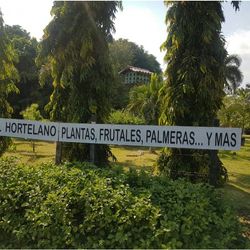 L HORTELANO PLANTAS, FRUTALES, PALMERAS... Y MAS